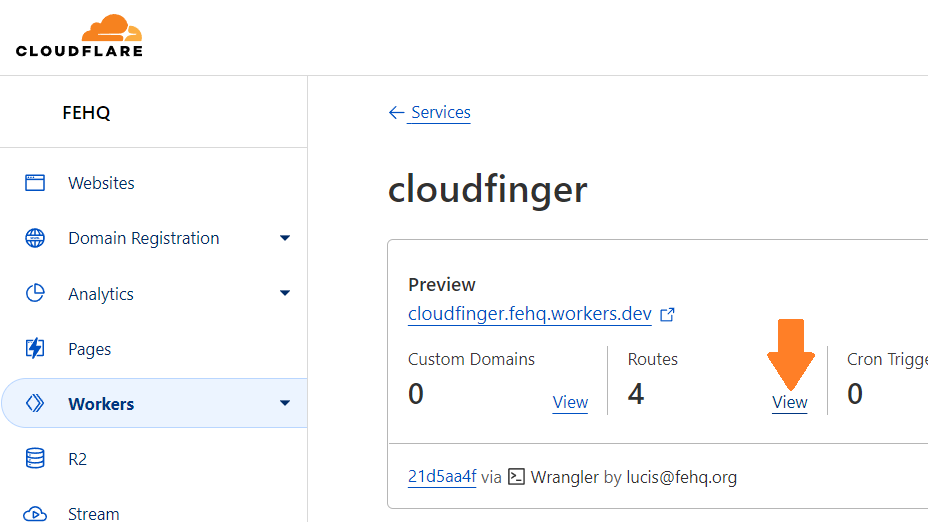 CLOUDFLARE
FEHQ
Websites
Domain Registration
Analytics
Pages
Workers
R2
Stream
← Services
cloudfinger
Preview
cloudfinger.fehq.workers.dev
Custom Domains
0
View
Routes
4
View
Cron Trigge
0
21d5aa4f via Wrangler by lucis@fehq.org